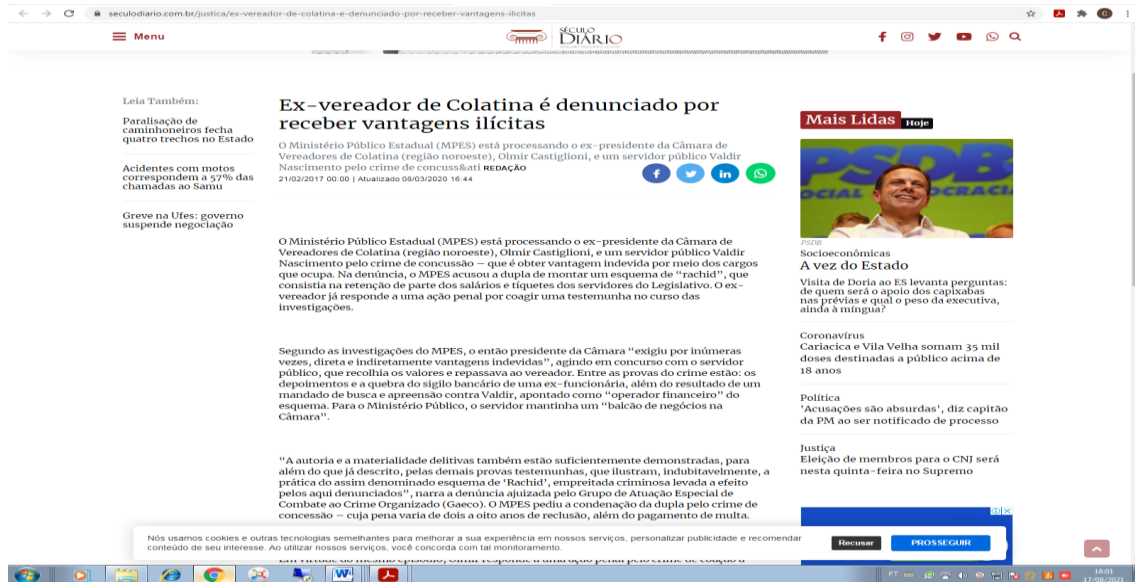 seculodiario.com.br/justica/ex-vereador-de-colatina-e-denunciado-por-receber-vantagens-ilicitas
Menu
SÉCULO
DIÁRIO
Leia Também:
Paralisação de
caminhoneiros fecha
quatro trechos no Estado
Acidentes com motos
correspondem a 57% das
chamadas ao Samu
Greve na Ufes: governo
suspende negociação
Ex-vereador de Colatina é denunciado por
receber vantagens ilícitas
O Ministério Público Estadual (MPES) está processando o ex-presidente da Câmara de
Vereadores de Colatina (região noroeste), Olmir Castiglioni, e um servidor público Valdir
Nascimento pelo crime de concuss&ati REDAÇÃO
21/02/2017 00:00 | Atualizado 08/03/2020 16:44
O Ministério Público Estadual (MPES) está processando o ex-presidente da Câmara de
Vereadores de Colatina (região noroeste), Olmir Castiglioni, e um servidor público Valdir
Nascimento pelo crime de concussão – que é obter vantagem indevida por meio dos cargos
que ocupa. Na denúncia, o MPES acusou a dupla de montar um esquema de “rachid”, que
consistia na retenção de parte dos salários e tíquetes dos servidores do Legislativo. O ex-
vereador já responde a uma ação penal por coagir uma testemunha no curso das
investigações.
Segundo as investigações do MPES, o então presidente da Câmara “exigiu por inúmeras
vezes, direta e indiretamente vantagens indevidas”, agindo em concurso com o servidor
público, que recolhia os valores e repassava ao vereador. Entre as provas do crime estão: os
depoimentos e a quebra do sigilo bancário de uma ex-funcionária, além do resultado de um
mandado de busca e apreensão contra Valdir, apontado como “operador financeiro” do
esquema. Para o Ministério Público, o servidor mantinha um “balcão de negócios na
Câmara”.
“A autoria e a materialidade delitivas também estão suficientemente demonstradas, para
além do que já descrito, pelas demais provas testemunhas, que ilustram, indubitavelmente, a
prática do assim denominado esquema de ‘Rachid’, empreitada criminosa levada a efeito
pelos aqui denunciados”, narra a denúncia ajuizada pelo Grupo de Atuação Especial de
Combate ao Crime Organizado (Gaeco). O MPES pediu a condenação da dupla pelo crime de
concessão – cuja pena varia de dois a oito anos de reclusão, além do pagamento de multa.
Mais Lidas Hoje
PSDB
SOCIAL DEMOCRACI
PSDB
Socioeconômicas
A vez do Estado
Visita de Doria ao ES levanta perguntas:
de quem será o apoio dos capixabas
nas prévias e qual o peso da executiva,
ainda à míngua?
Coronavírus
Cariacica e Vila Velha somam 35 mil
doses destinadas a público acima de
18 anos
Política
'Acusações são absurdas', diz capitão
da PM ao ser notificado de processo
Justiça
Eleição de membros para o CNJ será
nesta quinta-feira no Supremo
Nós usamos cookies e outras tecnologias semelhantes para melhorar a sua experiência em nossos serviços, personalizar publicidade e recomendar
conteúdo de seu interesse. Ao utilizar nossos serviços, você concorda com tal monitoramento.
Recusar
PROSSEGUIR
PT
18:01
17/08/2021